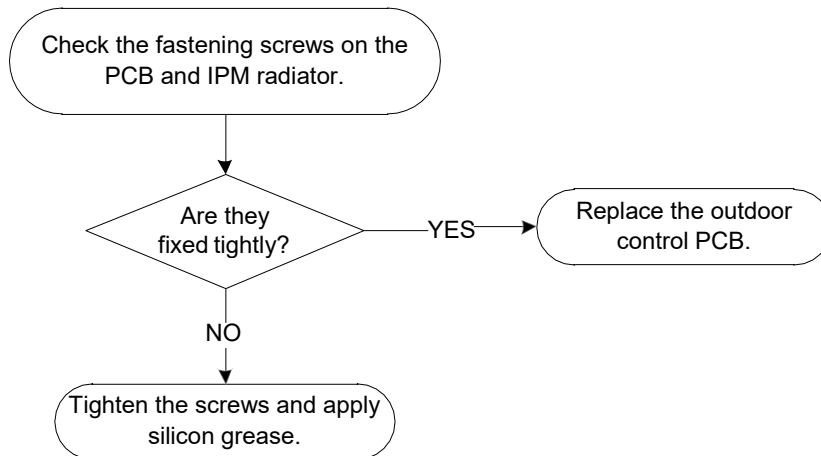 Check the fastening screws on the
PCB and IPM radiator.
Are they
fixed tightly?
YES
Replace the outdoor
control PCB.
NO
Tighten the screws and apply
silicon grease.